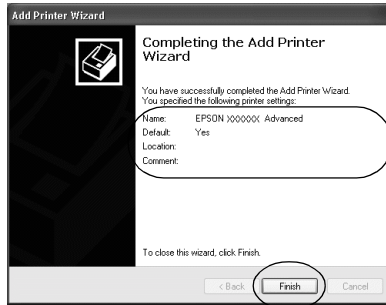 Add Printer Wizard
Completing the Add Printer
Wizard
You have successfully completed the Add Printer Wizard.
You specified the following printer settings:
Name: EPSON XXXXXX Advanced
Default: Yes
Location:
Comment:
To close this wizard, click Finish.
< Back Finish Cancel